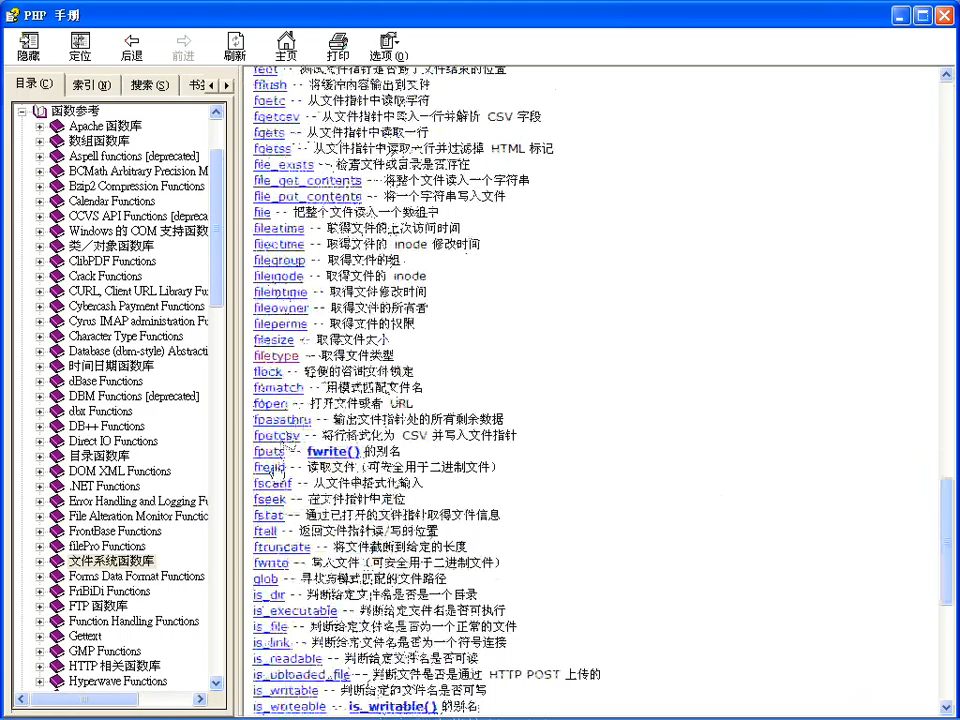 PHP 手册
隐藏 定位 后退 前进 刷新 主页 打印 选项(O)
目录(C) 索引(N) 搜索(S) 书
函数参考
Apache 函数库
数组函数库
Aspell functions [deprecated]
BCMath Arbitrary Precision M
Bzip2 Compression Functions
Calendar Functions
CCVS API Functions [depreca
Windows 的 COM 支持函数
类／对象函数库
ClibPDF Functions
Crack Functions
CURL, Client URL Library Fu
Cybercash Payment Functions
Cyrus IMAP administration Fu
Character Type Functions
Database (dbm-style) Abstracti
时间日期函数库
dBase Functions
DBM Functions [deprecated]
dbx Functions
DB++ Functions
Direct IO Functions
目录函数库
DOM XML Functions
.NET Functions
Error Handling and Logging F
File Alteration Monitor Functio
FrontBase Functions
filePro Functions
文件系统函数库
Forms Data Format Functions
FriBiDi Functions
FTP 函数库
Function Handling Functions
Gettext
GMP Functions
HTTP 相关函数库
Hyperwave Functions
feof -- 测试文件指针是否到了文件结束的位置
fflush -- 将缓冲内容输出到文件
fgetc -- 从文件指针中读取字符
fgetcsv -- 从文件指针中读入一行并解析 CSV 字段
fgets -- 从文件指针中读取一行
fgetss -- 从文件指针中读取一行并过滤掉 HTML 标记
file_exists -- 检查文件或目录是否存在
file_get_contents -- 将整个文件读入一个字符串
file_put_contents -- 将一个字符串写入文件
file -- 把整个文件读入一个数组中
fileatime -- 取得文件的上次访问时间
filectime -- 取得文件的 inode 修改时间
filegroup -- 取得文件的组
fileinode -- 取得文件的 inode
filemtime -- 取得文件修改时间
fileowner -- 取得文件的所有者
fileperms -- 取得文件的权限
filesize -- 取得文件大小
filetype -- 取得文件类型
flock -- 轻便的咨询文件锁定
fnmatch -- 用模式匹配文件名
fopen -- 打开文件或者 URL
fpassthru -- 输出文件指针处的所有剩余数据
fputcsv -- 将行格式化为 CSV 并写入文件指针
fputs -- fwrite() 的别名
fread -- 读取文件（可安全用于二进制文件）
fscanf -- 从文件中格式化输入
fseek -- 在文件指针中定位
fstat -- 通过已打开的文件指针取得文件信息
ftell -- 返回文件指针读/写的位置
ftruncate -- 将文件截断到给定的长度
fwrite -- 写入文件（可安全用于二进制文件）
glob -- 寻找与模式匹配的文件路径
is_dir -- 判断给定文件名是否是一个目录
is_executable -- 判断给定文件名是否可执行
is_file -- 判断给定文件名是否为一个正常的文件
is_link -- 判断给定文件名是否为一个符号连接
is_readable -- 判断给定文件名是否可读
is_uploaded_file -- 判断文件是否是通过 HTTP POST 上传的
is_writable -- 判断给定的文件名是否可写
is_writeable -- is_writable() 的别名